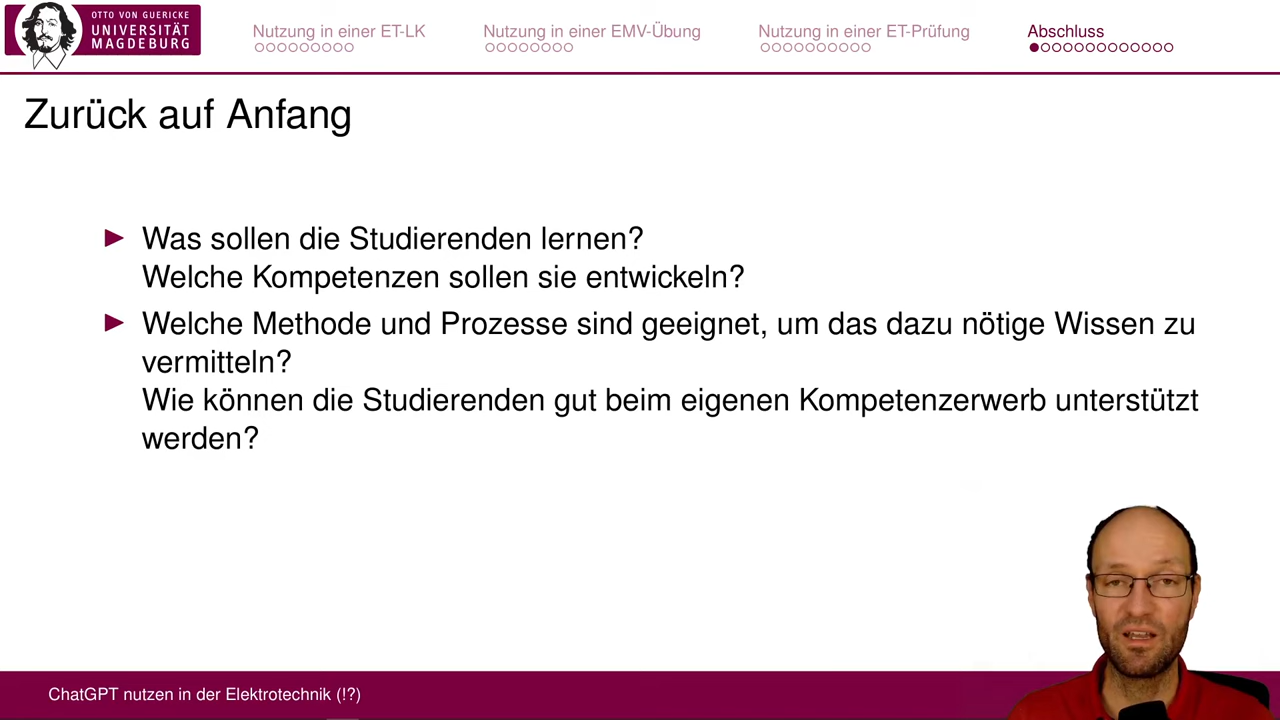 OTTO VON GUERICKE
UNIVERSITÄT
MAGDEBURG
Nutzung in einer ET-LK
Nutzung in einer EMV-Übung
Nutzung in einer ET-Prüfung
Abschluss
Zurück auf Anfang
Was sollen die Studierenden lernen?
Welche Kompetenzen sollen sie entwickeln?
Welche Methode und Prozesse sind geeignet, um das dazu nötige Wissen zu
vermitteln?
Wie können die Studierenden gut beim eigenen Kompetenzerwerb unterstützt
werden?
ChatGPT nutzen in der Elektrotechnik (!?)